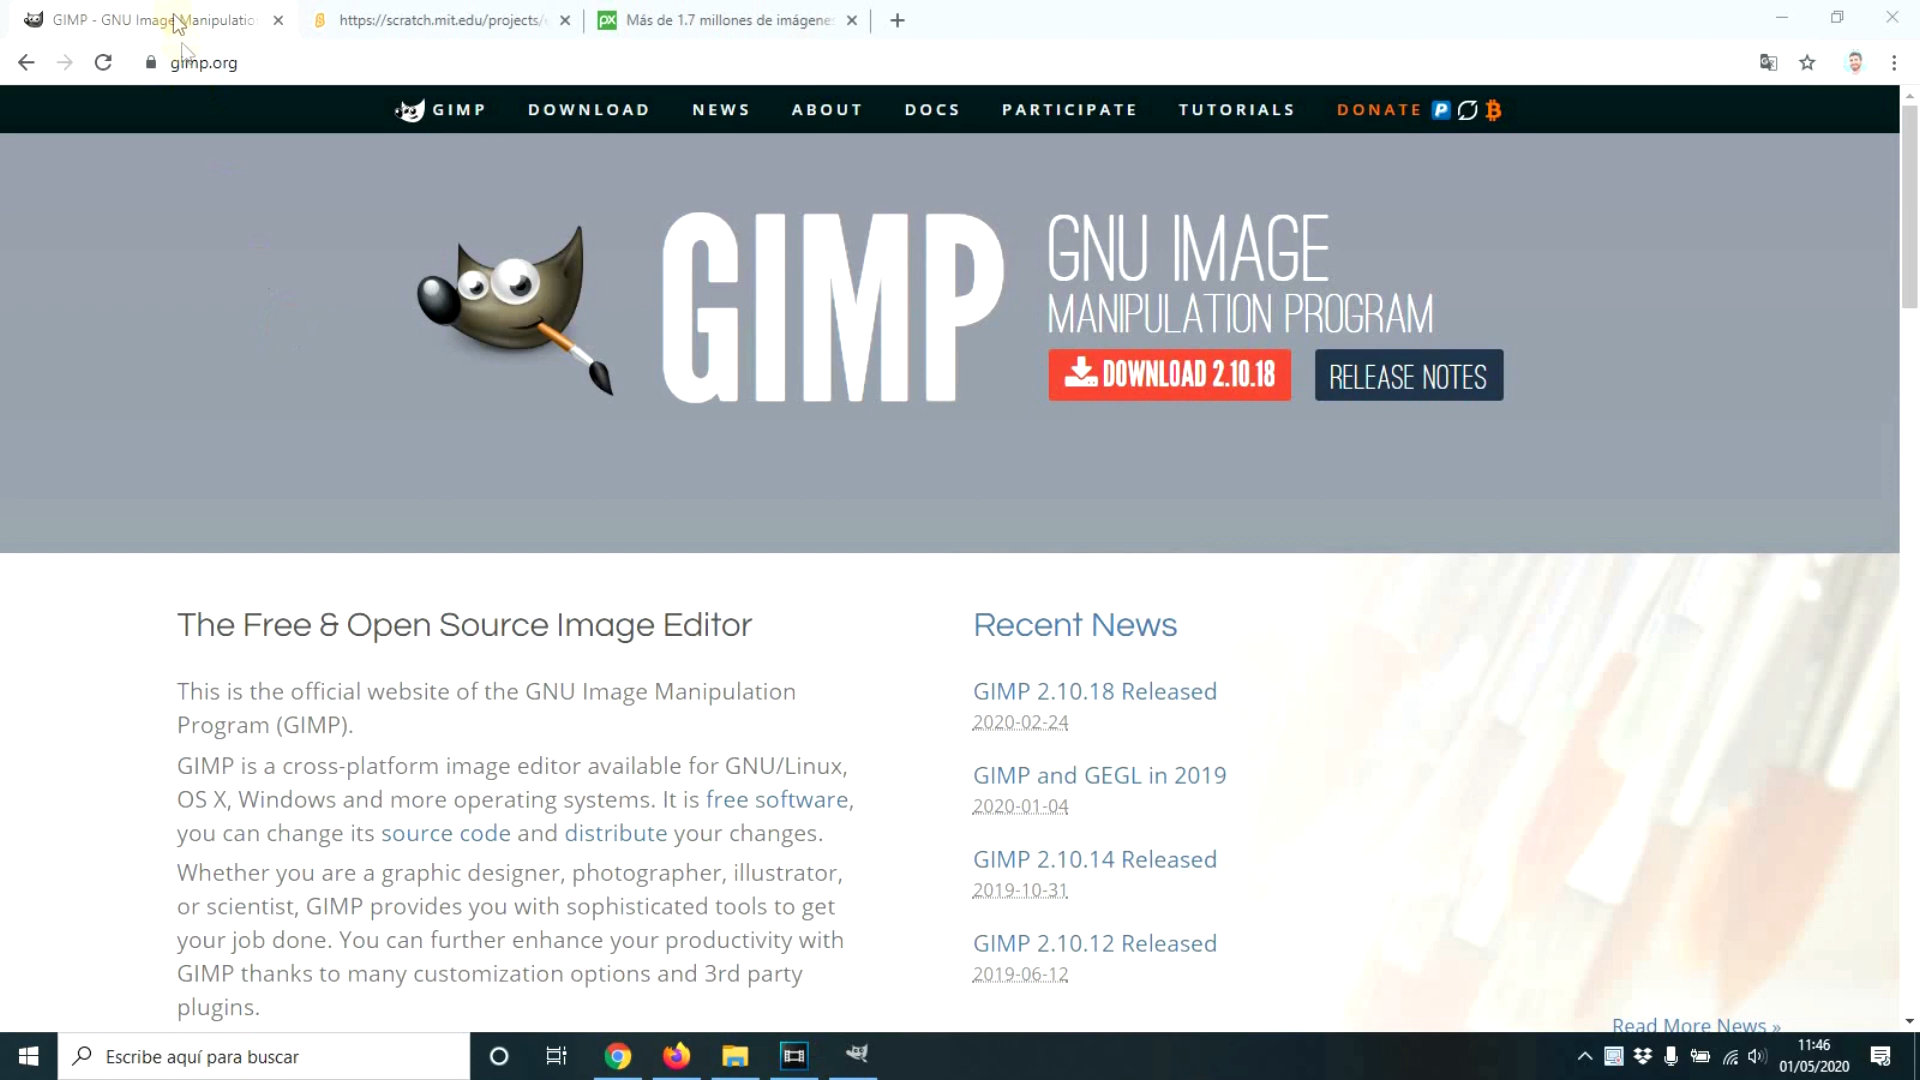 GIMP - GNU Image Manipulatio
https://scratch.mit.edu/projects/
Más de 1.7 millones de imágene
gimp.org
GIMP DOWNLOAD NEWS ABOUT DOCS PARTICIPATE TUTORIALS DONATE
GIMP
GNU IMAGE
MANIPULATION PROGRAM
DOWNLOAD 2.10.18
RELEASE NOTES
The Free & Open Source Image Editor
This is the official website of the GNU Image Manipulation
Program (GIMP).
GIMP is a cross-platform image editor available for GNU/Linux,
OS X, Windows and more operating systems. It is free software,
you can change its source code and distribute your changes.
Whether you are a graphic designer, photographer, illustrator,
or scientist, GIMP provides you with sophisticated tools to get
your job done. You can further enhance your productivity with
GIMP thanks to many customization options and 3rd party
plugins.
Recent News
GIMP 2.10.18 Released
2020-02-24
GIMP and GEGL in 2019
2020-01-04
GIMP 2.10.14 Released
2019-10-31
GIMP 2.10.12 Released
2019-06-12
Read More News »
Escribe aquí para buscar
11:46
01/05/2020